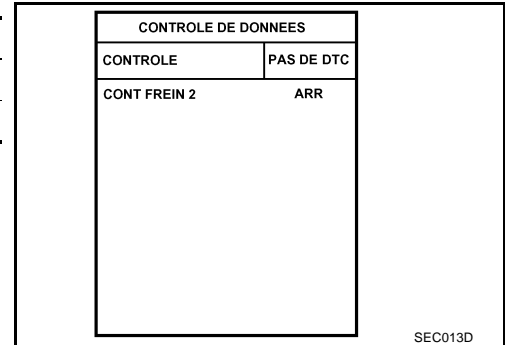 CONTROLE DE DONNEES
CONTROLE PAS DE DTC
CONT FREIN 2 ARR
SEC013D